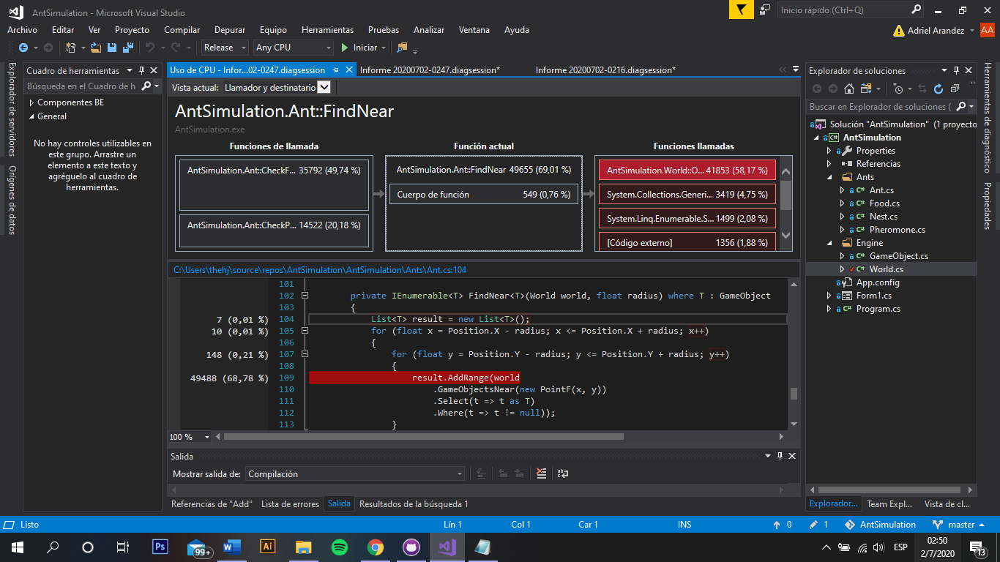 AntSimulation - Microsoft Visual Studio
Inicio rápido (Ctrl+Q)
Archivo Editar Ver Proyecto Compilar Depurar Equipo Herramientas Pruebas Analizar Ventana Ayuda
Adriel Arandez AA
Release Any CPU Iniciar
Explorador de servidores
Orígenes de datos
Cuadro de herramientas
Búsqueda en el Cuadro de h
Componentes BE
General
No hay controles utilizables en
este grupo. Arrastre un
elemento a este texto y
agréguelo al cuadro de
herramientas.
Uso de CPU - Infor...02-0247.diagsession
Informe 20200702-0247.diagsession*
Informe 20200702-0216.diagsession*
Vista actual: Llamador y destinatario
AntSimulation.Ant::FindNear
AntSimulation.exe
Funciones de llamada
AntSimulation.Ant::CheckF... 35792 (49,74 %)
AntSimulation.Ant::CheckP... 14522 (20,18 %)
Función actual
AntSimulation.Ant::FindNear 49655 (69,01 %)
Cuerpo de función 549 (0,76 %)
Funciones llamadas
AntSimulation.World::O... 41853 (58,17 %)
System.Collections.Generi... 3419 (4,75 %)
System.Linq.Enumerable.S... 1499 (2,08 %)
[Código externo] 1356 (1,88 %)
C:\Users\thehj\source\repos\AntSimulation\AntSimulation\Ants\Ant.cs:104
101
102 private IEnumerable<T> FindNear<T>(World world, float radius) where T : GameObject
103 {
7 (0,01 %) 104 List<T> result = new List<T>();
10 (0,01 %) 105 for (float x = Position.X - radius; x <= Position.X + radius; x++)
106 {
148 (0,21 %) 107 for (float y = Position.Y - radius; y <= Position.Y + radius; y++)
108 {
49488 (68,78 %) 109 result.AddRange(world
110 .GameObjectsNear(new PointF(x, y))
111 .Select(t => t as T)
112 .Where(t => t != null));
113 }
100 %
Salida
Mostrar salida de: Compilación
Referencias de "Add" Lista de errores Salida Resultados de la búsqueda 1
Explorador de soluciones
Buscar en Explorador de soluciones (
Solución "AntSimulation" (1 proyecto
AntSimulation
Properties
Referencias
Ants
Ant.cs
Food.cs
Nest.cs
Pheromone.cs
Engine
GameObject.cs
World.cs
App.config
Form1.cs
Program.cs
Explorador... Team Expl... Vista de cl...
Herramientas de diagnóstico
Propiedades
Listo Lín 1 Col 1 Car 1 INS 0 1 AntSimulation master
Ps 99+ Ai ESP
02:50
2/7/2020
13